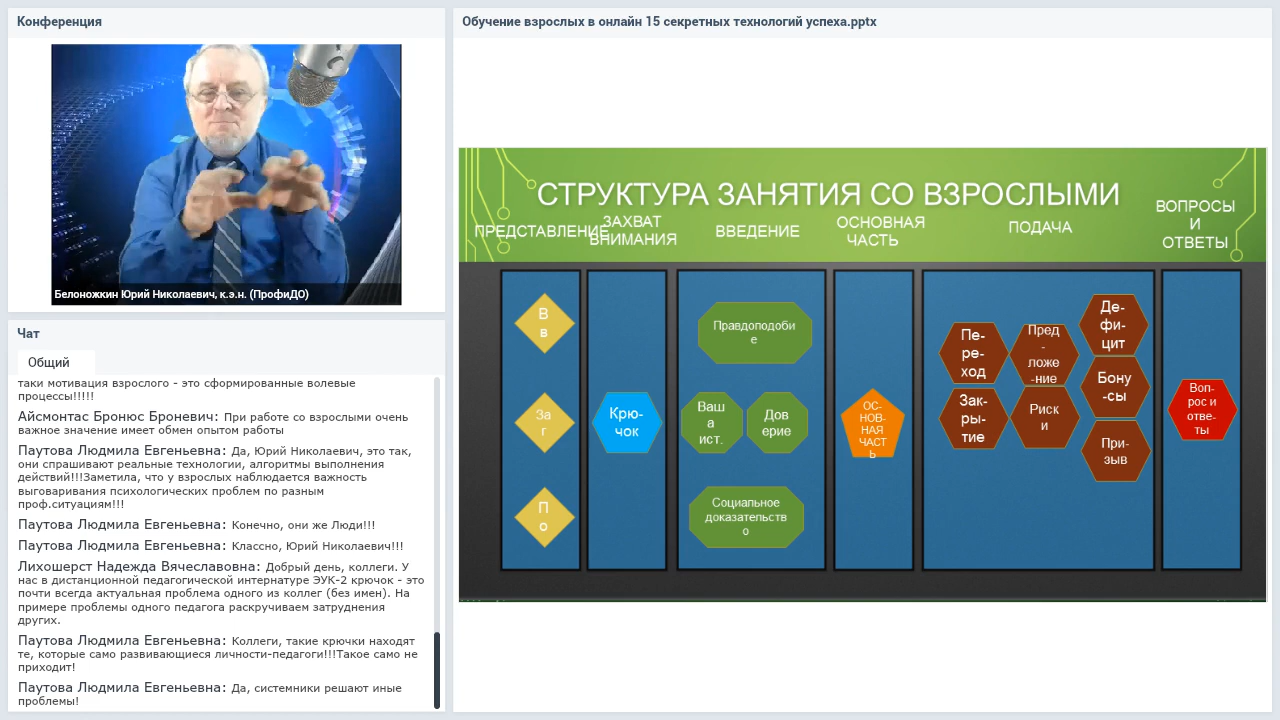 Конференция
Белоножкин Юрий Николаевич, к.э.н. (ПрофиДО)
Чат
Общий
таки мотивация взрослого - это сформированные волевые
процессы!!!!!
Айсмонтас Бронюс Броневич: При работе со взрослыми очень
важное значение имеет обмен опытом работы
Паутова Людмила Евгеньевна: Да, Юрий Николаевич, это так,
они спрашивают реальные технологии, алгоритмы выполнения
действий!!!Заметила, что у взрослых наблюдается важность
выговаривания психологических проблем по разным
проф.ситуациям!!!
Паутова Людмила Евгеньевна: Конечно, они же Люди!!!
Паутова Людмила Евгеньевна: Классно, Юрий Николаевич!!!
Лихошерст Надежда Вячеславовна: Добрый день, коллеги. У
нас в дистанционной педагогической интернатуре ЭУК-2 крючок - это
почти всегда актуальная проблема одного из коллег (без имен). На
примере проблемы одного педагога раскручиваем затруднения
других.
Паутова Людмила Евгеньевна: Коллеги, такие крючки находят
те, которые само развивающиеся личности-педагоги!!!Такое само не
приходит!
Паутова Людмила Евгеньевна: Да, системники решают иные
проблемы!
Обучение взрослых в онлайн 15 секретных технологий успеха.pptx
СТРУКТУРА ЗАНЯТИЯ СО ВЗРОСЛЫМИ
ПРЕДСТАВЛЕНИЕ
ЗАХВАТ
ВНИМАНИЯ
ВВЕДЕНИЕ
ОСНОВНАЯ
ЧАСТЬ
ПОДАЧА
ВОПРОСЫ
И
ОТВЕТЫ
В
в
За
г
П
о
Крю-
чок
Правдоподоби
е
Ваш
а
ист.
Дов
ерие
Социальное
доказательств
о
ОС-
НОВ-
НАЯ
ЧАСТ
Ь
Пе-
ре-
ход
Пред
-
ложе
-ние
Де-
фи-
цит
Зак-
ры-
тие
Риск
и
Бону
-сы
При-
зыв
Воп-
рос и
отве-
ты